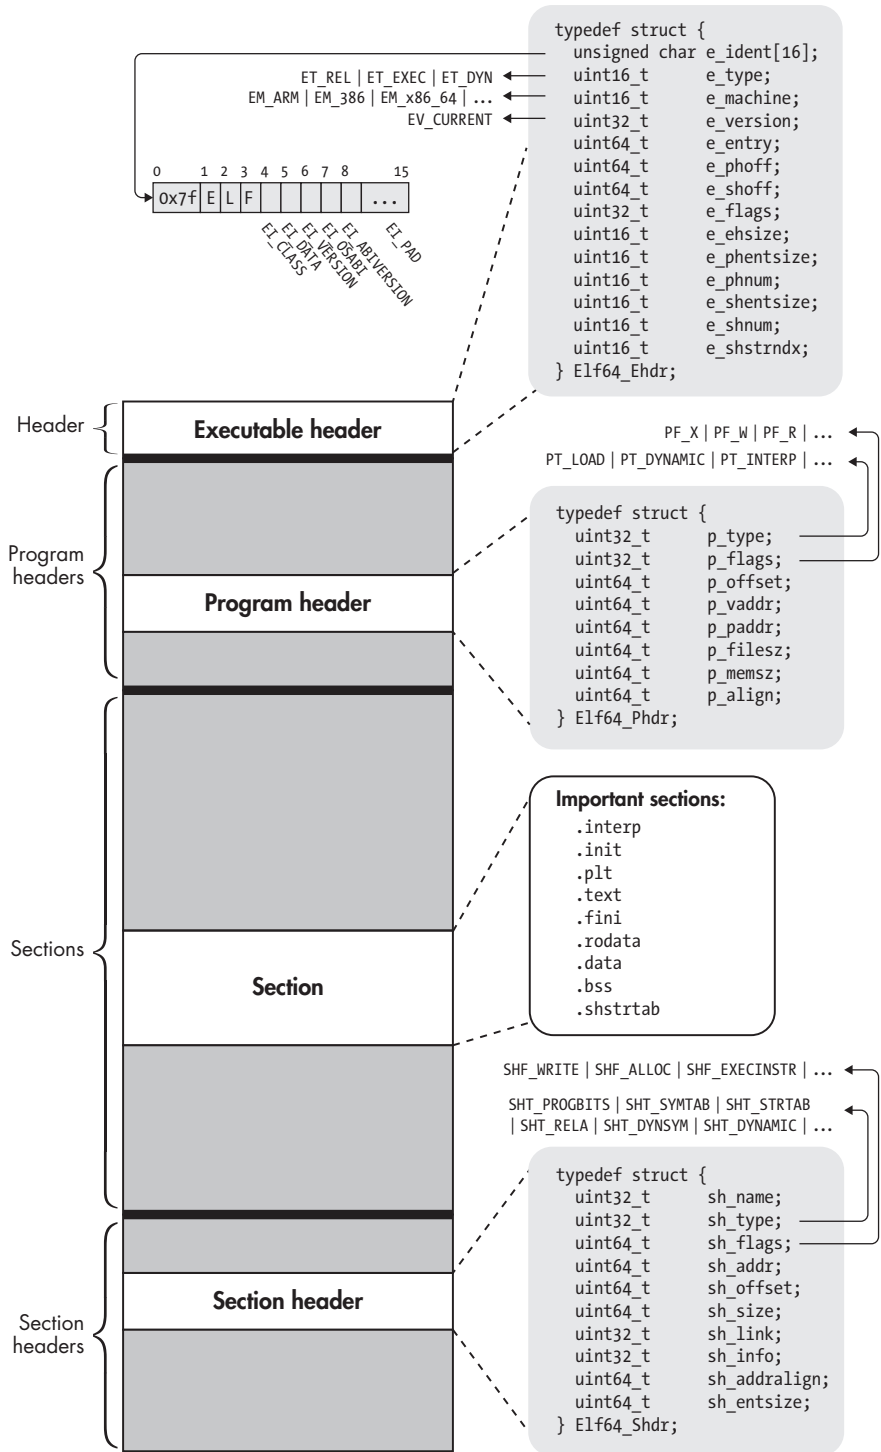 typedef struct {
unsigned char e_ident[16];
uint16_t e_type;
uint16_t e_machine;
uint32_t e_version;
uint64_t e_entry;
uint64_t e_phoff;
uint64_t e_shoff;
uint32_t e_flags;
uint16_t e_ehsize;
uint16_t e_phentsize;
uint16_t e_phnum;
uint16_t e_shentsize;
uint16_t e_shnum;
uint16_t e_shstrndx;
} Elf64_Ehdr;
ET_REL | ET_EXEC | ET_DYN
EM_ARM | EM_386 | EM_x86_64 | ...
EV_CURRENT
0 1 2 3 4 5 6 7 8 15
0x7f E L F ...
EI_CLASS
EI_DATA
EI_VERSION
EI_OSABI
EI_ABIVERSION
EI_PAD
Header
Executable header
PF_X | PF_W | PF_R | ...
PT_LOAD | PT_DYNAMIC | PT_INTERP | ...
Program
headers
Program header
typedef struct {
uint32_t p_type;
uint32_t p_flags;
uint64_t p_offset;
uint64_t p_vaddr;
uint64_t p_paddr;
uint64_t p_filesz;
uint64_t p_memsz;
uint64_t p_align;
} Elf64_Phdr;
Sections
Section
Important sections:
.interp
.init
.plt
.text
.fini
.rodata
.data
.bss
.shstrtab
SHF_WRITE | SHF_ALLOC | SHF_EXECINSTR | ...
SHT_PROGBITS | SHT_SYMTAB | SHT_STRTAB
| SHT_RELA | SHT_DYNSYM | SHT_DYNAMIC | ...
Section
headers
Section header
typedef struct {
uint32_t sh_name;
uint32_t sh_type;
uint64_t sh_flags;
uint64_t sh_addr;
uint64_t sh_offset;
uint64_t sh_size;
uint32_t sh_link;
uint32_t sh_info;
uint64_t sh_addralign;
uint64_t sh_entsize;
} Elf64_Shdr;